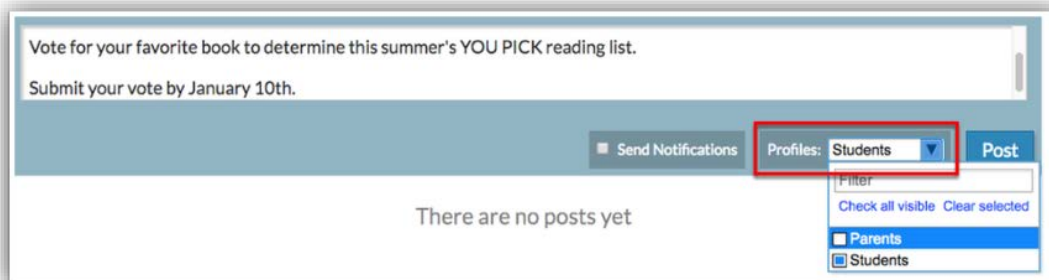 Vote for your favorite book to determine this summer's YOU PICK reading list.
Submit your vote by January 10th.
Send Notifications
Profiles: Students
Post
Filter
Check all visible Clear selected
There are no posts yet
Parents
Students